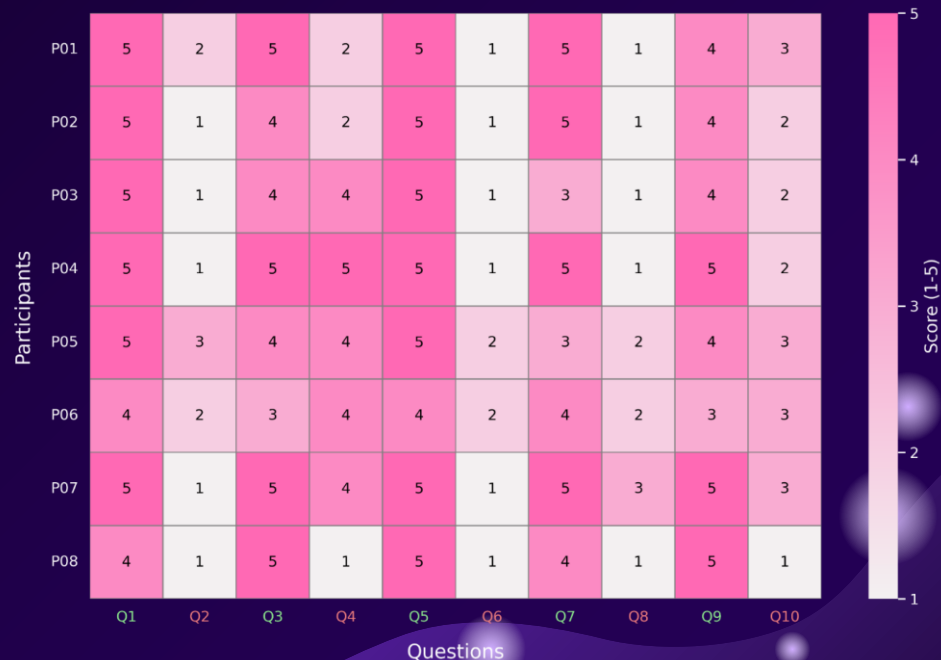 P01 5 2 5 2 5 1 5 1 4 3
P02 5 1 4 2 5 1 5 1 4 2
P03 5 1 4 4 5 1 3 1 4 2
P04 5 1 5 5 5 1 5 1 5 2
P05 5 3 4 4 5 2 3 2 4 3
P06 4 2 3 4 4 2 4 2 3 3
P07 5 1 5 4 5 1 5 3 5 3
P08 4 1 5 1 5 1 4 1 5 1
Q1 Q2 Q3 Q4 Q5 Q6 Q7 Q8 Q9 Q10
Questions
Participants
5
4
3
2
1
Score (1-5)